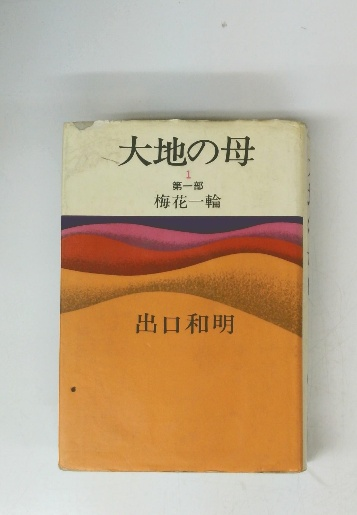 大地の母
1
第一部
梅花一輪
出口和明